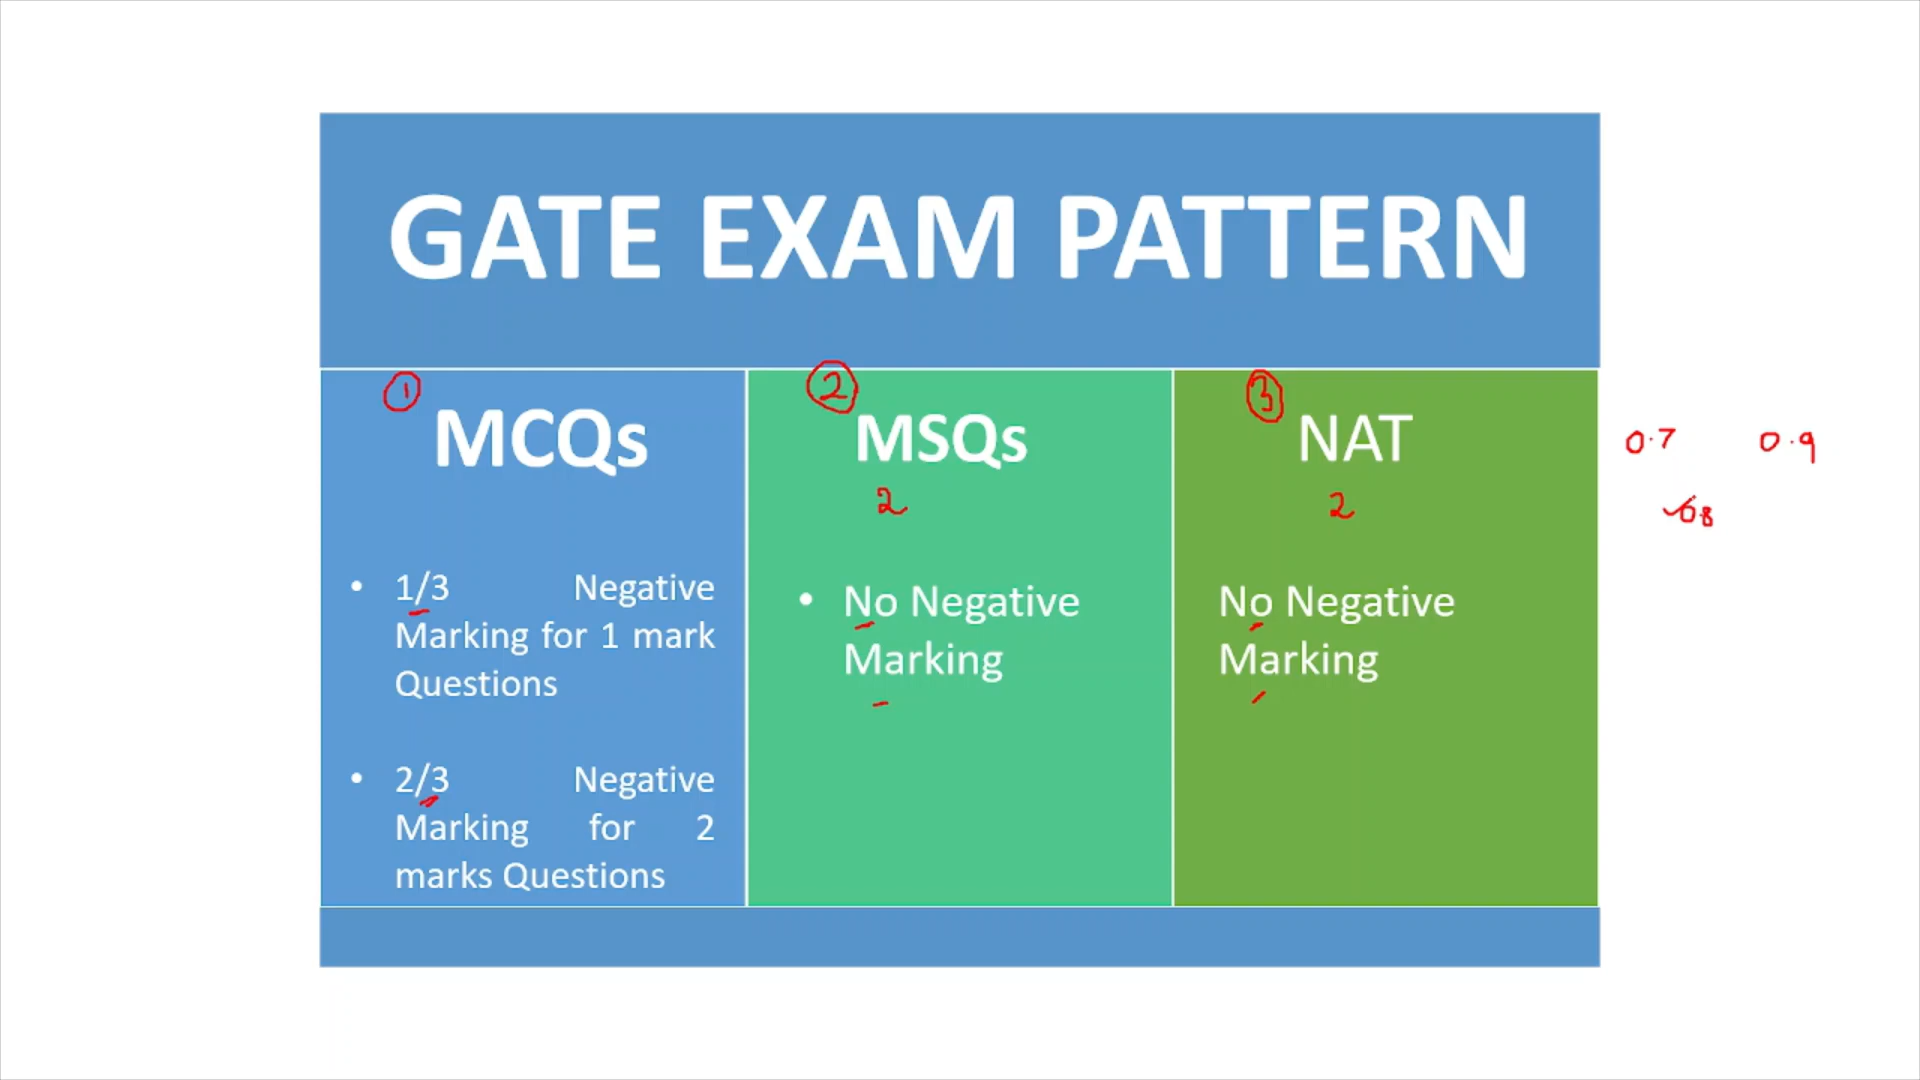 GATE EXAM PATTERN
1
MCQs
• 1/3 Negative
Marking for 1 mark
Questions
• 2/3 Negative
Marking for 2
marks Questions
2
MSQs
2
• No Negative
Marking
3
NAT
2
No Negative
Marking
0.7 0.9
0.8